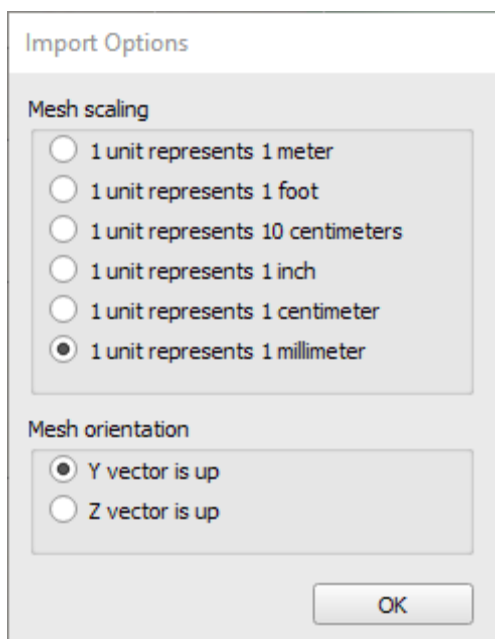 Import Options
Mesh scaling
1 unit represents 1 meter
1 unit represents 1 foot
1 unit represents 10 centimeters
1 unit represents 1 inch
1 unit represents 1 centimeter
1 unit represents 1 millimeter
Mesh orientation
Y vector is up
Z vector is up
OK